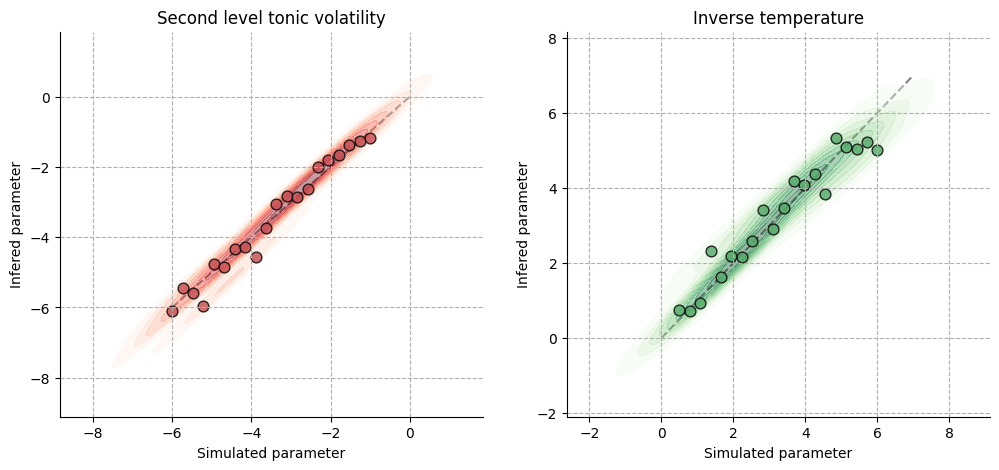 Second level tonic volatility
Infered parameter
0
−2
−4
−6
−8
−8 −6 −4 −2 0
Simulated parameter
Inverse temperature
Infered parameter
8
6
4
2
0
−2
−2 0 2 4 6 8
Simulated parameter